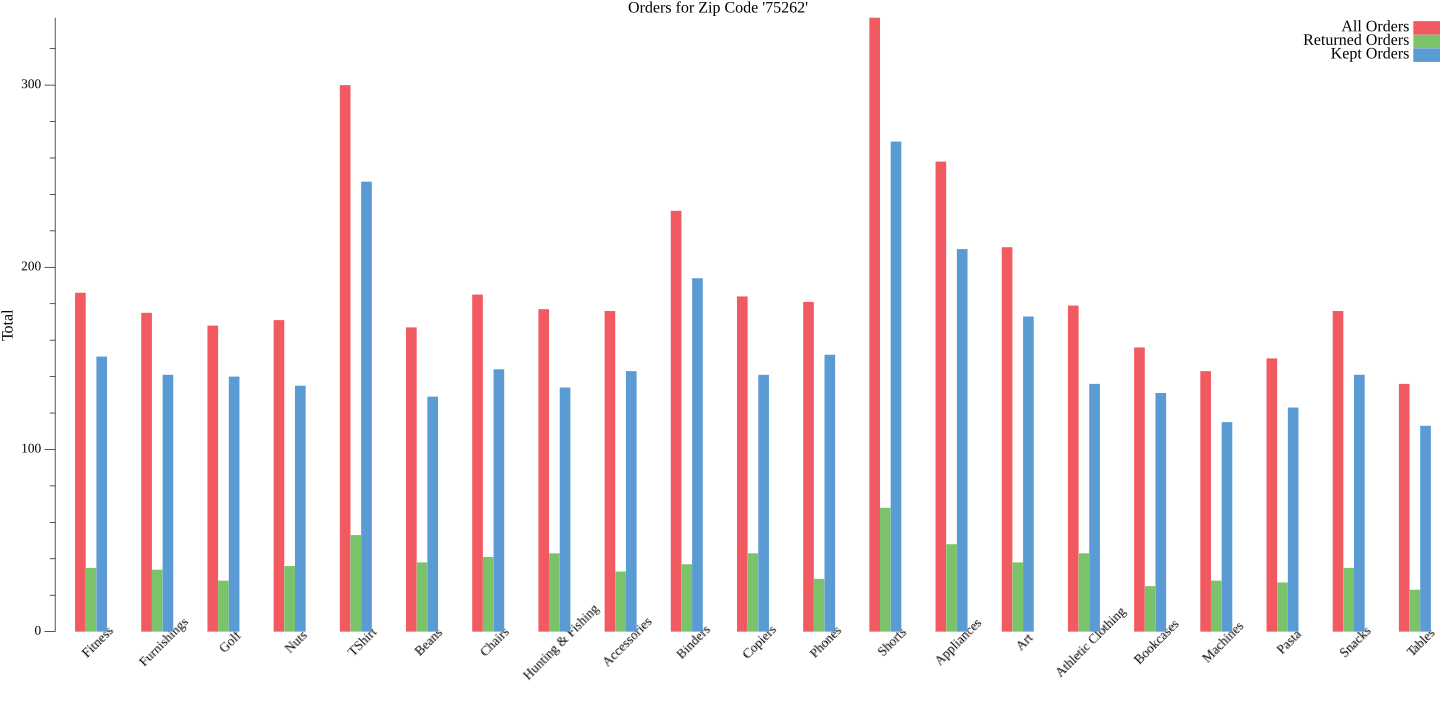 Orders for Zip Code '75262'
All Orders
Returned Orders
Kept Orders
Total
300
200
100
0
Fitness
Furnishings
Golf
Nuts
TShirt
Beans
Chairs
Hunting & Fishing
Accessories
Binders
Copiers
Phones
Shorts
Appliances
Art
Athletic Clothing
Bookcases
Machines
Pasta
Snacks
Tables